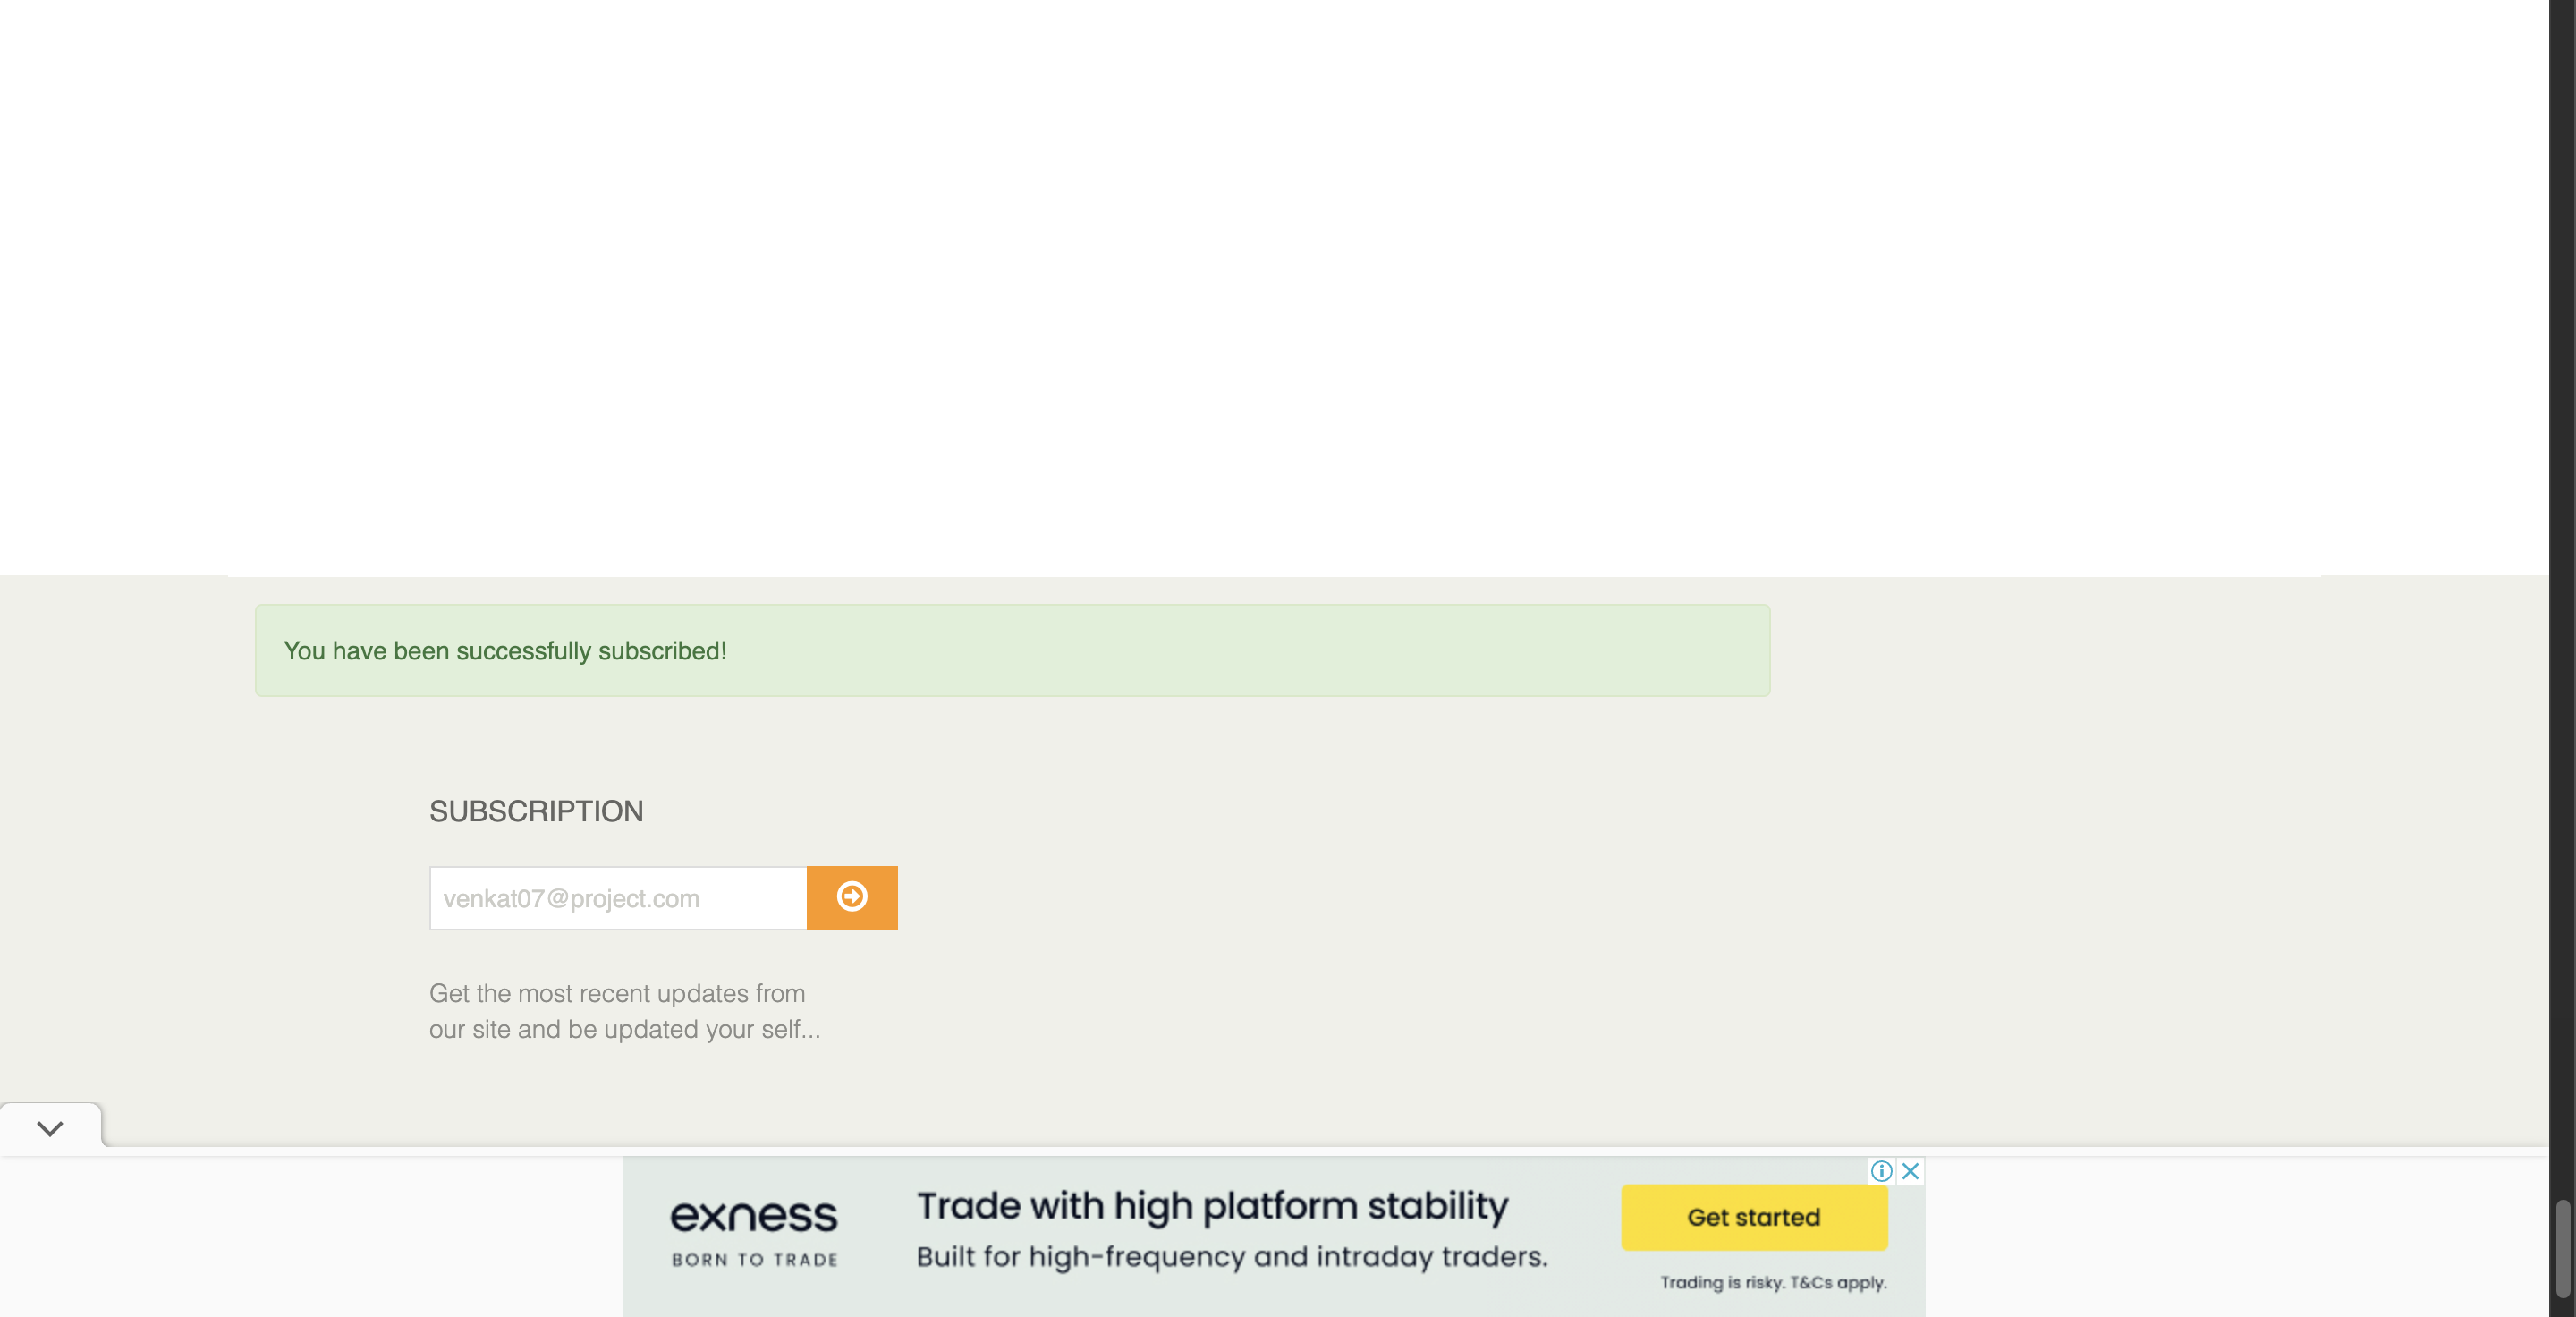 You have been successfully subscribed!
SUBSCRIPTION
venkat07@project.com
Get the most recent updates from
our site and be updated your self...
exness
BORN TO TRADE
Trade with high platform stability
Built for high-frequency and intraday traders.
Get started
Trading is risky. T&Cs apply.